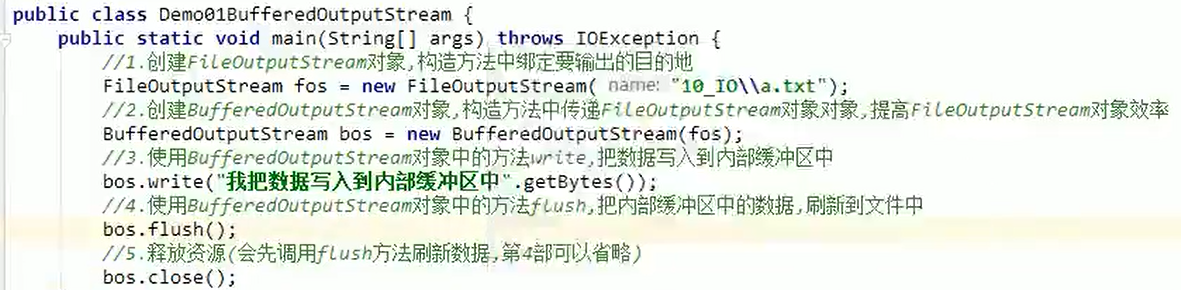 public class Demo01BufferedOutputStream {
public static void main(String[] args) throws IOException {
//1.创建FileOutputStream对象,构造方法中绑定要输出的目的地
FileOutputStream fos = new FileOutputStream( name: "10_IO\\a.txt");
//2.创建BufferedOutputStream对象,构造方法中传递FileOutputStream对象对象,提高FileOutputStream对象效率
BufferedOutputStream bos = new BufferedOutputStream(fos);
//3.使用BufferedOutputStream对象中的方法write,把数据写入到内部缓冲区中
bos.write("我把数据写入到内部缓冲区中".getBytes());
//4.使用BufferedOutputStream对象中的方法flush,把内部缓冲区中的数据,刷新到文件中
bos.flush();
//5.释放资源(会先调用flush方法刷新数据,第4部可以省略)
bos.close();